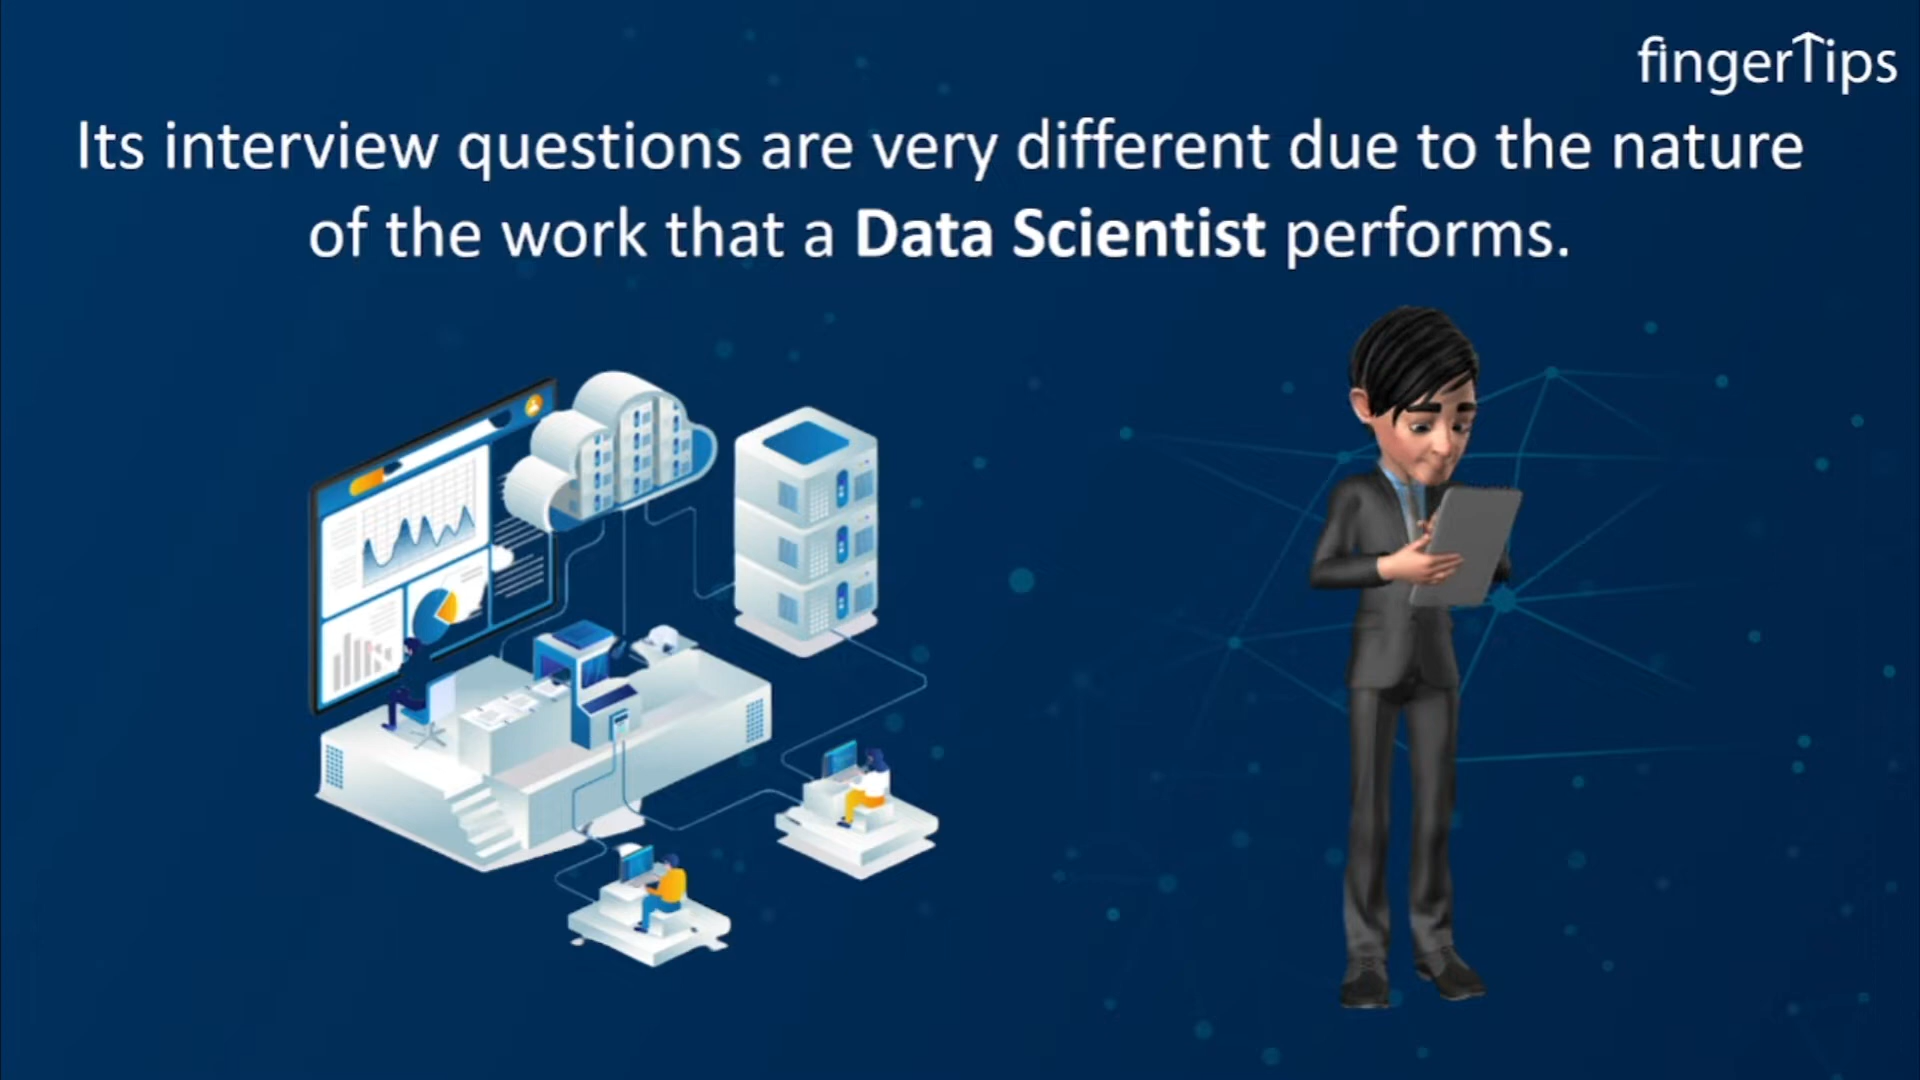 fingerTips
Its interview questions are very different due to the nature
of the work that a Data Scientist performs.